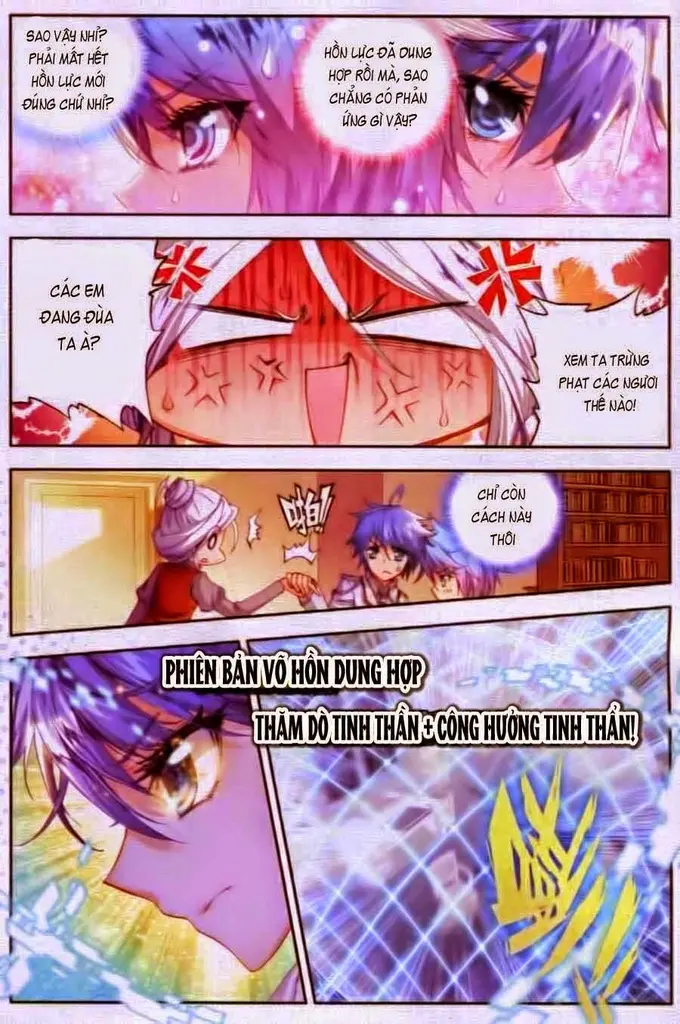 SAO VẬY NHỈ?
PHẢI MẤT HẾT
HỒN LỰC MỚI
ĐÚNG CHỨ NHỈ?
HỒN LỰC ĐÃ DUNG
HỢP RỒI MÀ, SAO
CHẲNG CÓ PHẢN
ỨNG GÌ VẬY?
CÁC EM
ĐANG ĐÙA
TA À?
XEM TA TRỪNG
PHẠT CÁC NGƯƠI
THẾ NÀO!
啪!
CHỈ CÒN
CÁCH NÀY
THÔI
PHIÊN BẢN VÕ HỒN DUNG HỢP
THĂM DÒ TINH THẦN + CÔNG HƯỞNG TINH THẨN!